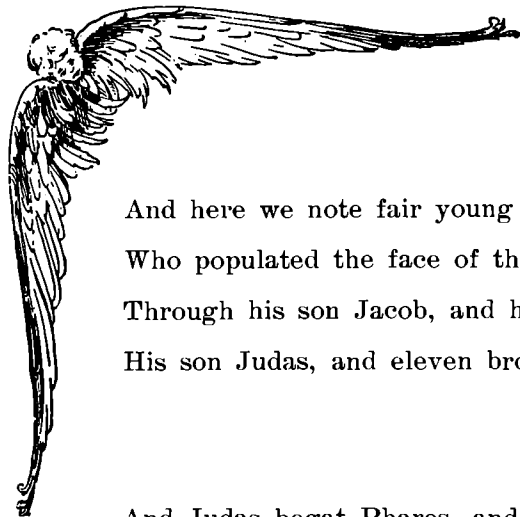 And here we note fair young
Who populated the face of th
Through his son Jacob, and h
His son Judas, and eleven bro
And Judas begat Phares, and